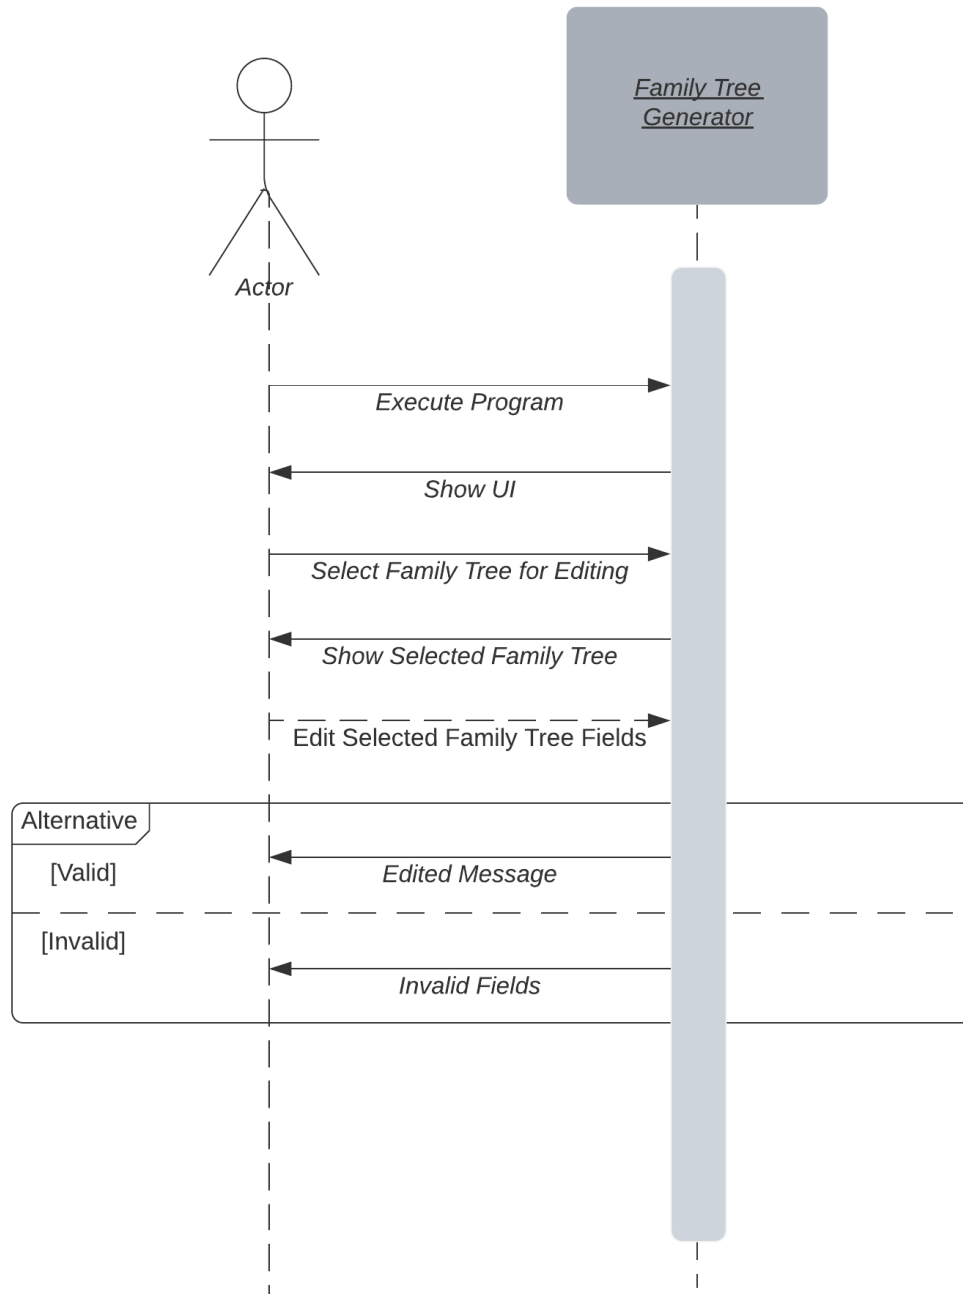 Family Tree
Generator
Actor
Execute Program
Show UI
Select Family Tree for Editing
Show Selected Family Tree
Edit Selected Family Tree Fields
Alternative
[Valid]
Edited Message
[Invalid]
Invalid Fields